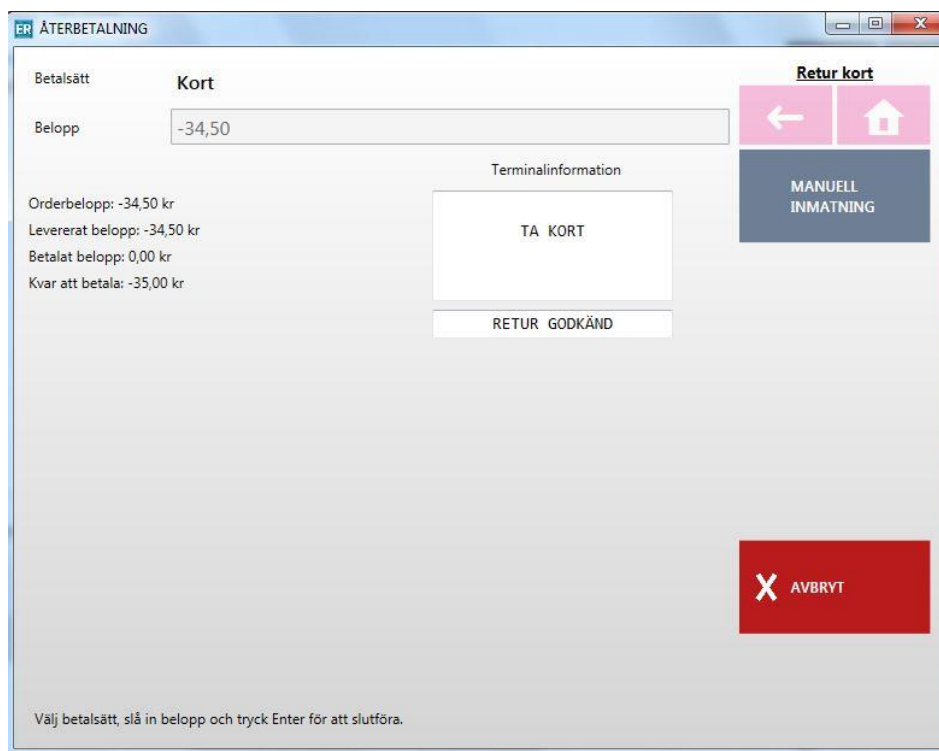 ER ÅTERBETALNING
Betalsätt
Kort
Retur kort
Belopp
-34,50
MANUELL
INMATNING
Terminalinformation
Orderbelopp: -34,50 kr
Levererat belopp: -34,50 kr
Betalat belopp: 0,00 kr
Kvar att betala: -35,00 kr
TA KORT
RETUR GODKÄND
X AVBRYT
Välj betalsätt, slå in belopp och tryck Enter för att slutföra.